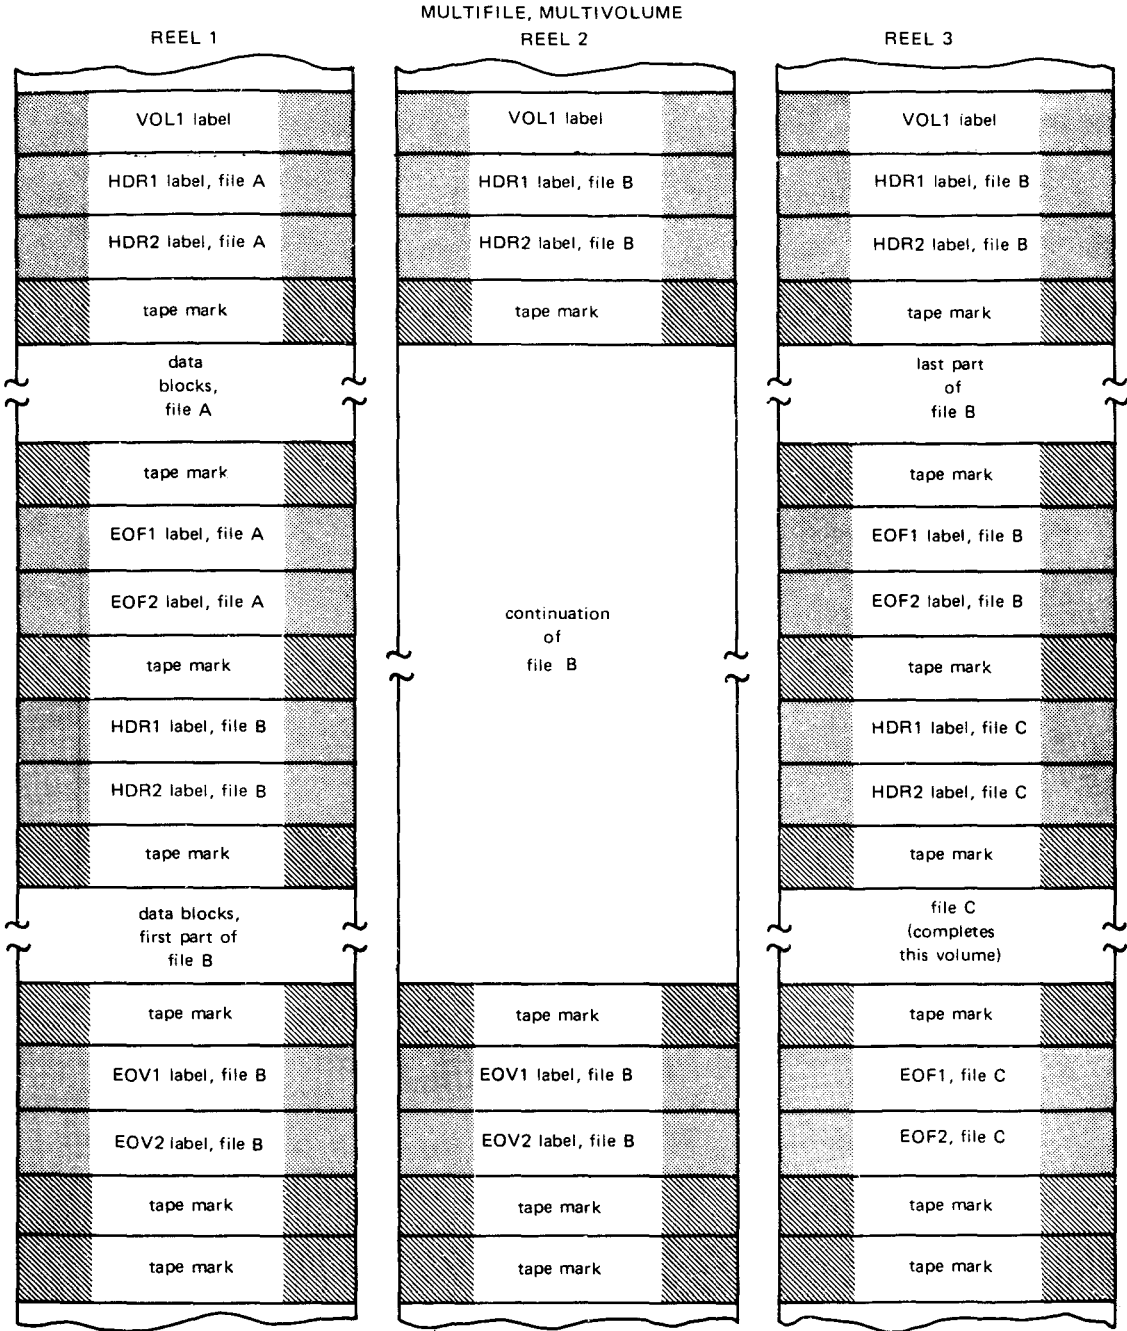 MULTIFILE, MULTIVOLUME
REEL 1
VOL1 label
HDR1 label, file A
HDR2 label, file A
tape mark
data
blocks,
file A
tape mark
EOF1 label, file A
EOF2 label, file A
tape mark
HDR1 label, file B
HDR2 label, file B
tape mark
data blocks,
first part of
file B
tape mark
EOV1 label, file B
EOV2 label, file B
tape mark
tape mark
REEL 2
VOL1 label
HDR1 label, file B
HDR2 label, file B
tape mark
continuation
of
file B
tape mark
EOV1 label, file B
EOV2 label, file B
tape mark
tape mark
REEL 3
VOL1 label
HDR1 label, file B
HDR2 label, file B
tape mark
last part
of
file B
tape mark
EOF1 label, file B
EOF2 label, file B
tape mark
HDR1 label, file C
HDR2 label, file C
tape mark
file C
(completes
this volume)
tape mark
EOF1, file C
EOF2, file C
tape mark
tape mark